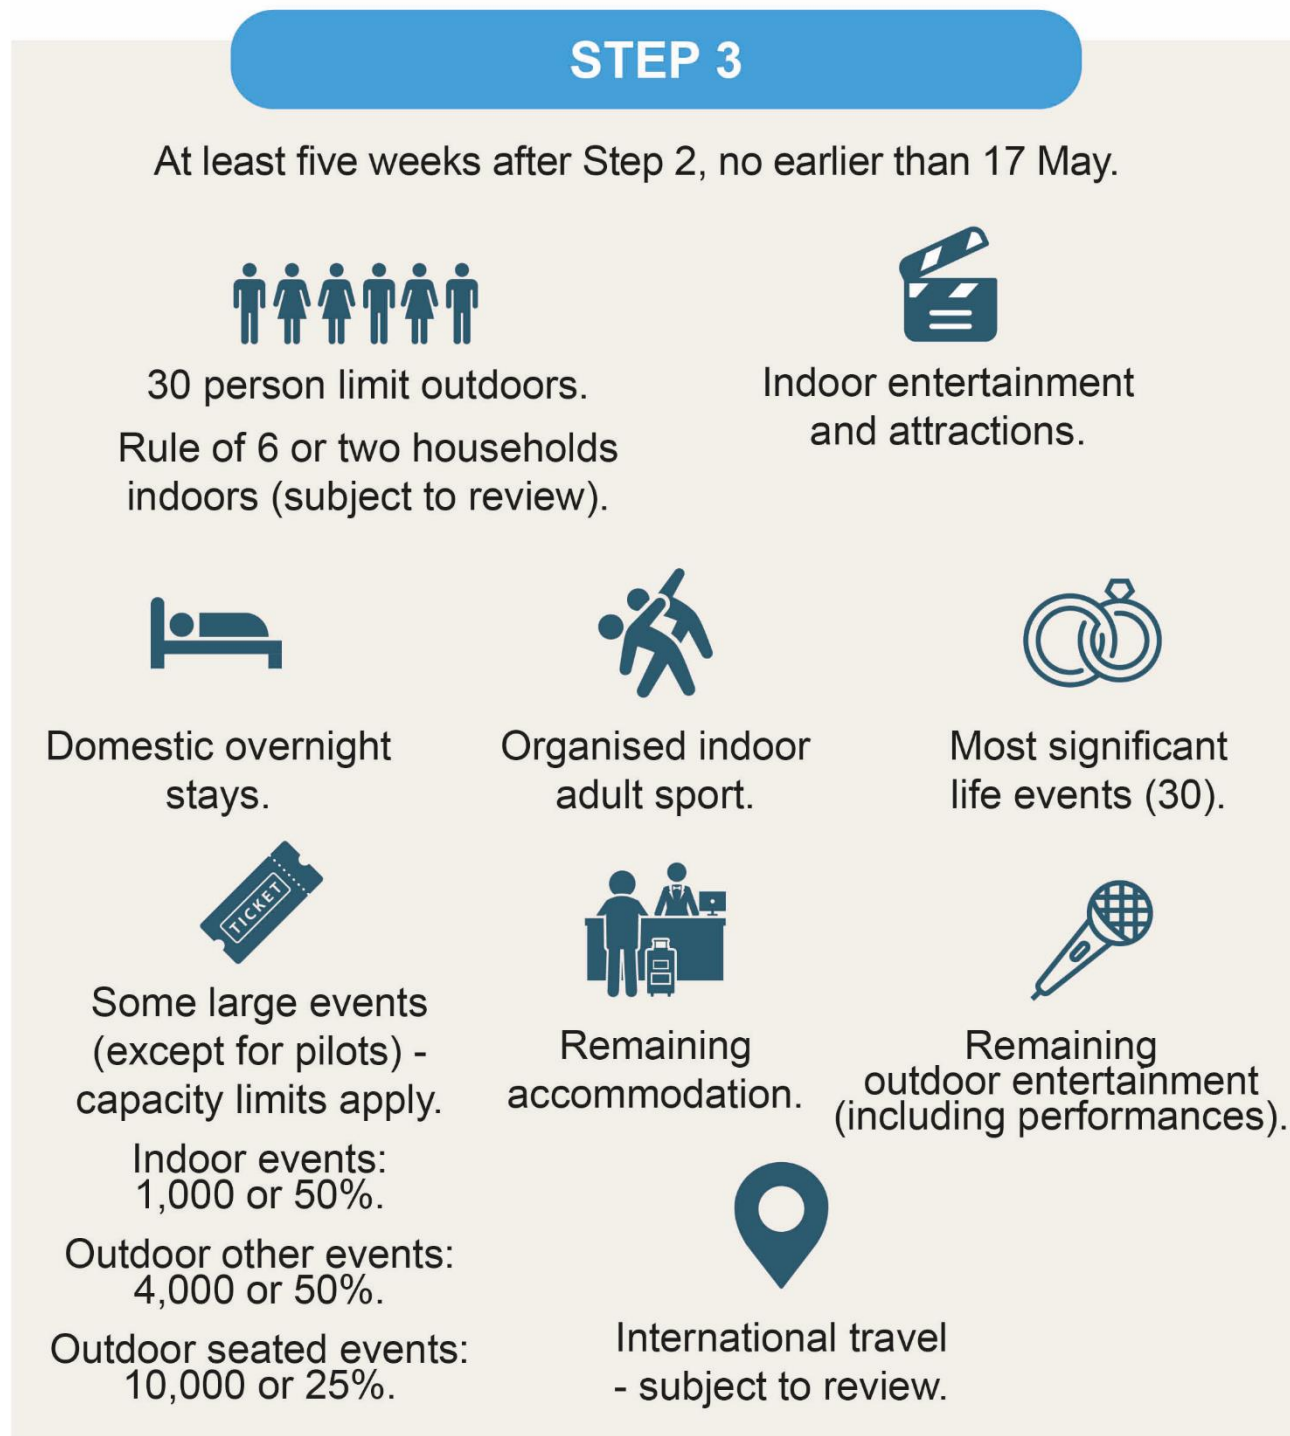 STEP 3
At least five weeks after Step 2, no earlier than 17 May.
30 person limit outdoors.
Rule of 6 or two households
indoors (subject to review).
Indoor entertainment
and attractions.
Domestic overnight
stays.
Organised indoor
adult sport.
Most significant
life events (30).
TICKET
Some large events
(except for pilots) -
capacity limits apply.
Indoor events:
1,000 or 50%.
Outdoor other events:
4,000 or 50%.
Outdoor seated events:
10,000 or 25%.
Remaining
accommodation.
Remaining
outdoor entertainment
(including performances).
International travel
- subject to review.